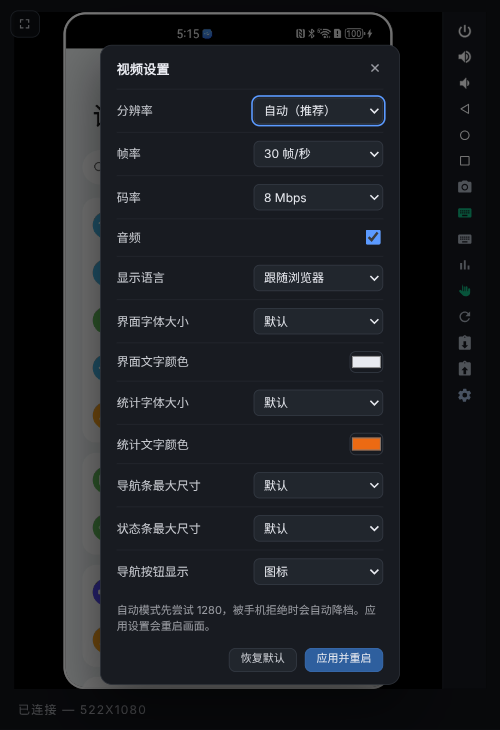 5:15
100
视频设置
分辨率
自动（推荐）
帧率
30 帧/秒
码率
8 Mbps
音频
显示语言
跟随浏览器
界面字体大小
默认
界面文字颜色
统计字体大小
默认
统计文字颜色
导航条最大尺寸
默认
状态条最大尺寸
默认
导航按钮显示
图标
自动模式先尝试 1280，被手机拒绝时会自动降档。应
用设置会重启画面。
恢复默认
应用并重启
已连接 — 522X1080